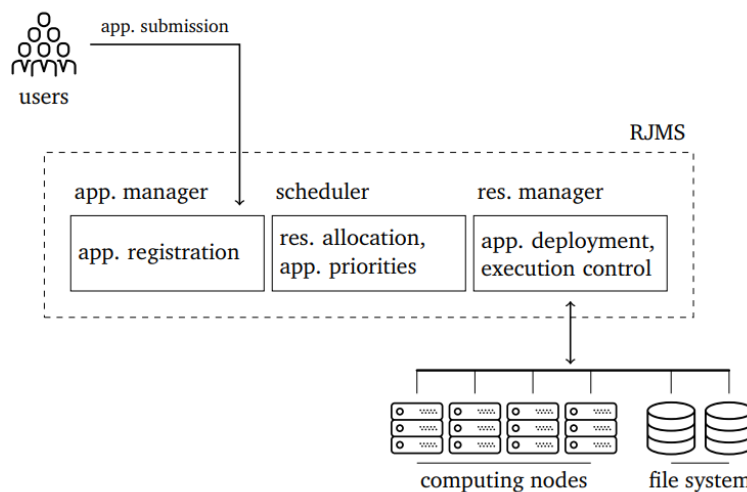 app. submission
users
RJMS
app. manager
scheduler
res. manager
app. registration
res. allocation,
app. priorities
app. deployment,
execution control
computing nodes
file system